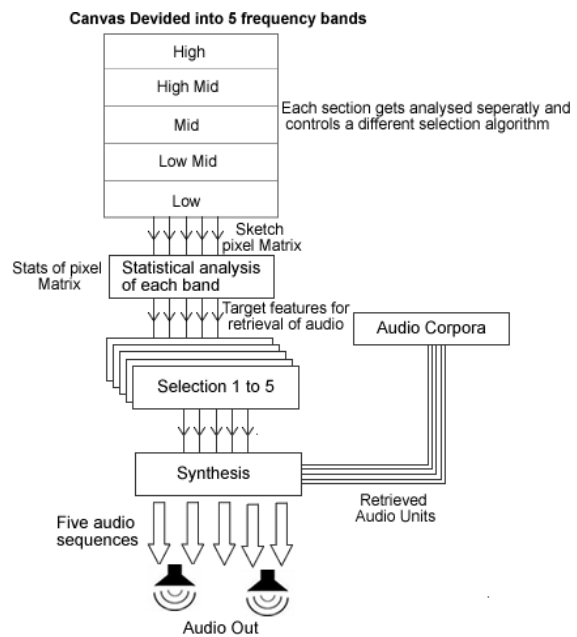 Canvas Devided into 5 frequency bands
High
High Mid
Mid
Low Mid
Low
Each section gets analysed seperatly and
controls a different selection algorithm
Sketch
pixel Matrix
Stats of pixel
Matrix
Statistical analysis
of each band
Target features for
retrieval of audio
Audio Corpora
Selection 1 to 5
Synthesis
Retrieved
Audio Units
Five audio
sequences
Audio Out